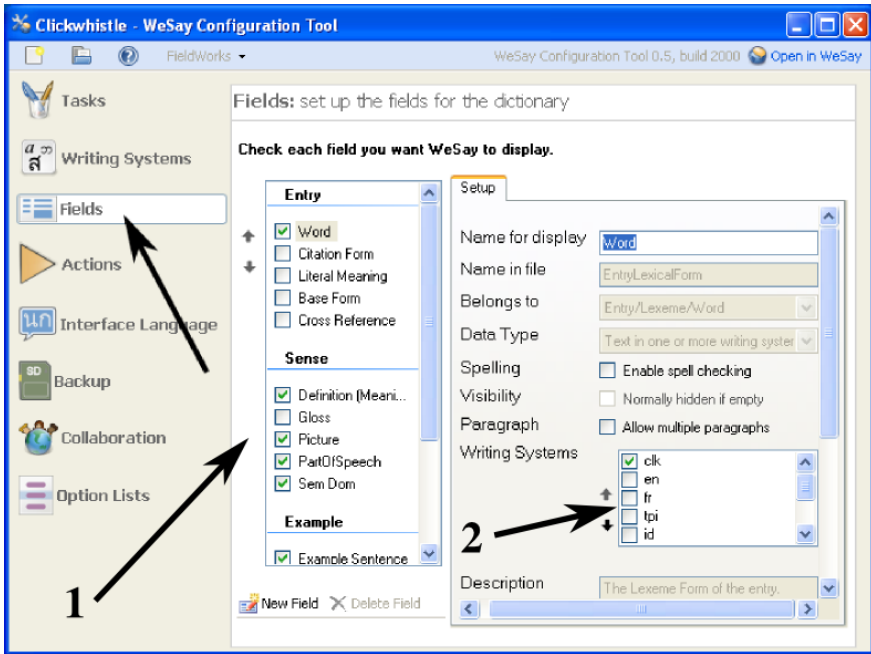 Clickwhistle - WeSay Configuration Tool
FieldWorks
WeSay Configuration Tool 0.5, build 2000
Open in WeSay
Tasks
a ლ
ส
Writing Systems
Fields
Actions
Interface Language
SD
Backup
Collaboration
Option Lists
Fields: set up the fields for the dictionary
Check each field you want WeSay to display.
Entry
Word
Citation Form
Literal Meaning
Base Form
Cross Reference
Sense
Definition (Meani...
Gloss
Picture
PartOfSpeech
Sem Dom
Example
Example Sentence
New Field
Delete Field
Setup
Name for display
Word
Name in file
EntryLexicalForm
Belongs to
Entry/Lexeme/Word
Data Type
Text in one or more writing syster
Spelling
Enable spell checking
Visibility
Normally hidden if empty
Paragraph
Allow multiple paragraphs
Writing Systems
clk
en
fr
tpi
id
Description
The Lexeme Form of the entry.
1
2